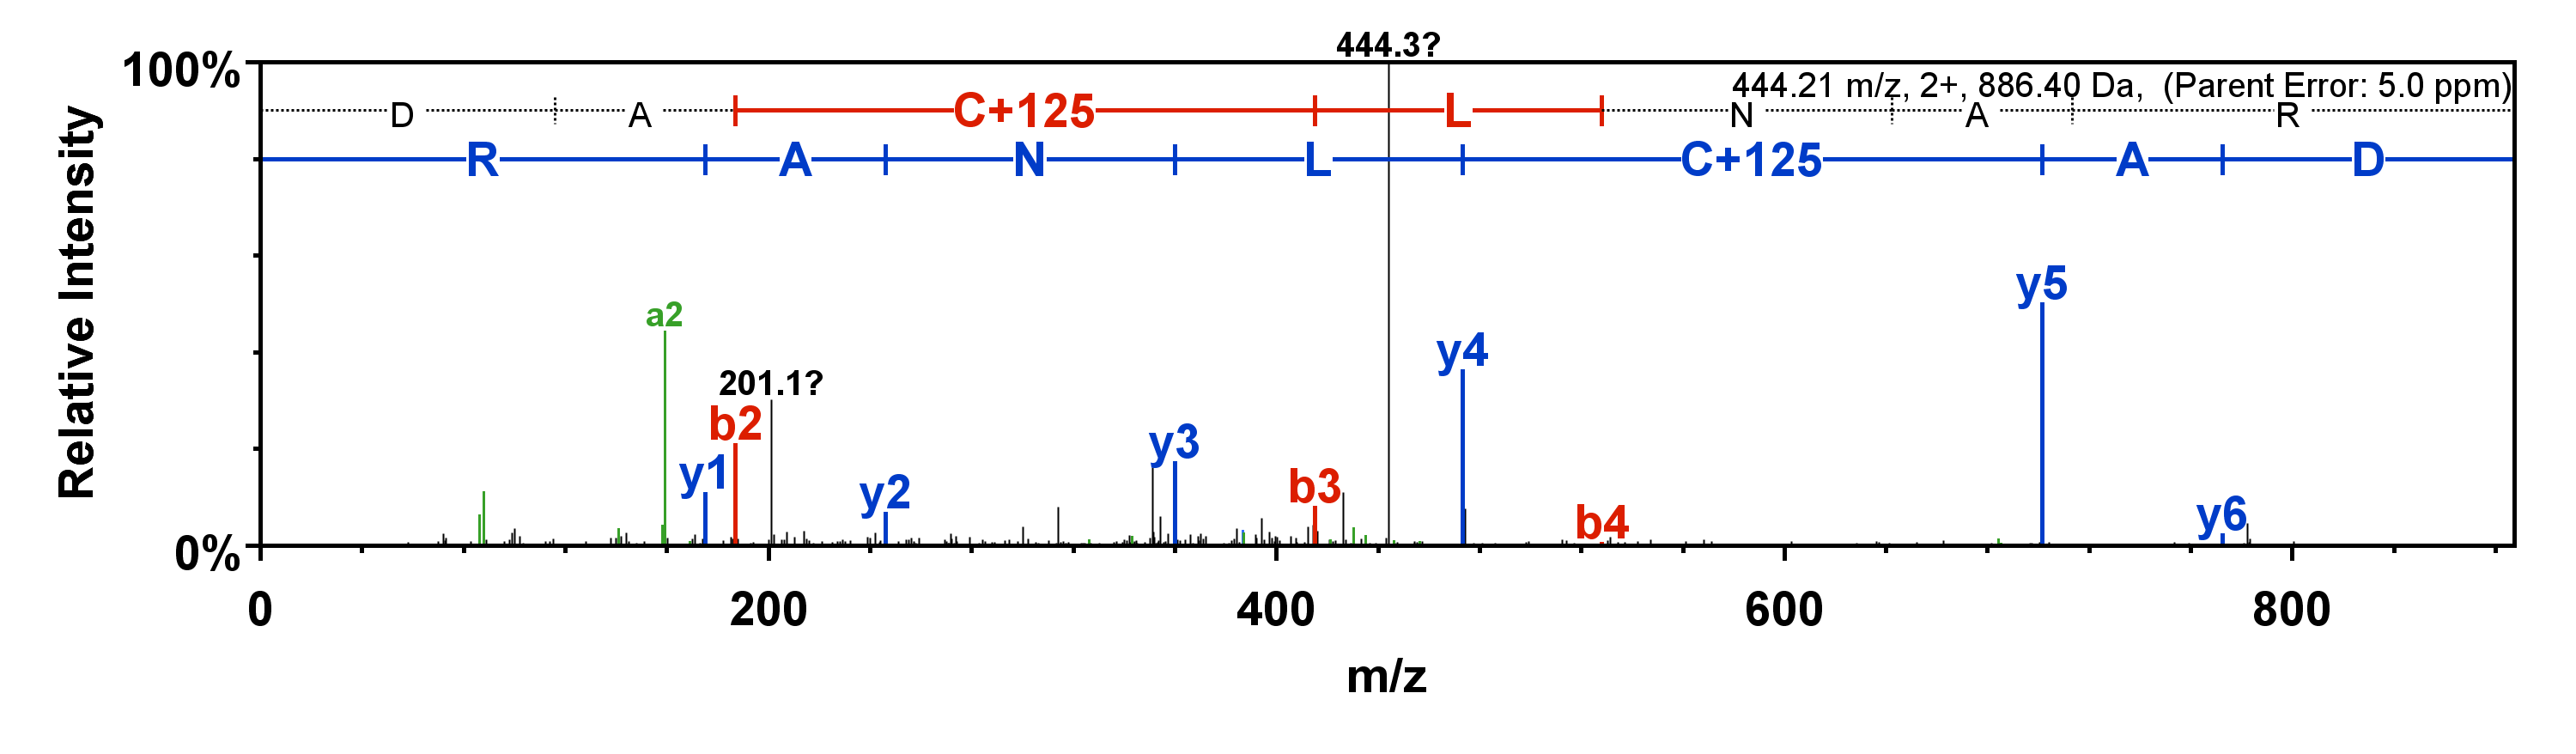 444.3?
100%
444.21 m/z, 2+, 886.40 Da, (Parent Error: 5.0 ppm)
D A C+125 L N A R
R A N L C+125 A D
y5
a2
y4
201.1?
b2
y3
y1
b3
y2
y6
b4
0%
0 200 400 600 800
m/z
Relative Intensity